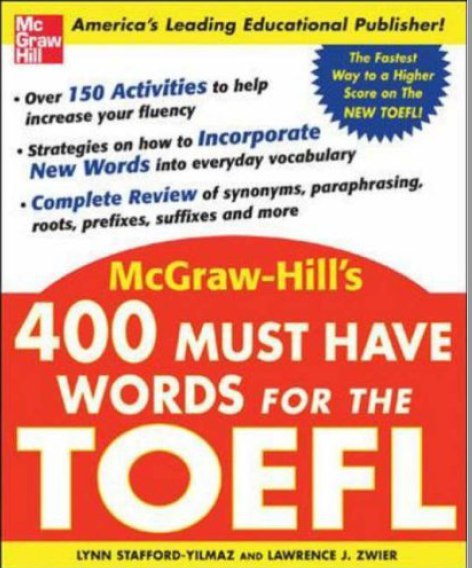 Mc
Graw
Hill
America's Leading Educational Publisher!
The Fastest
Way to a Higher
Score on The
NEW TOEFL!
• Over 150 Activities to help
increase your fluency
• Strategies on how to Incorporate
New Words into everyday vocabulary
• Complete Review of synonyms, paraphrasing,
roots, prefixes, suffixes and more
McGraw-Hill's
400 MUST HAVE
WORDS FOR THE
TOEFL
LYNN STAFFORD-YILMAZ AND LAWRENCE J. ZWIER